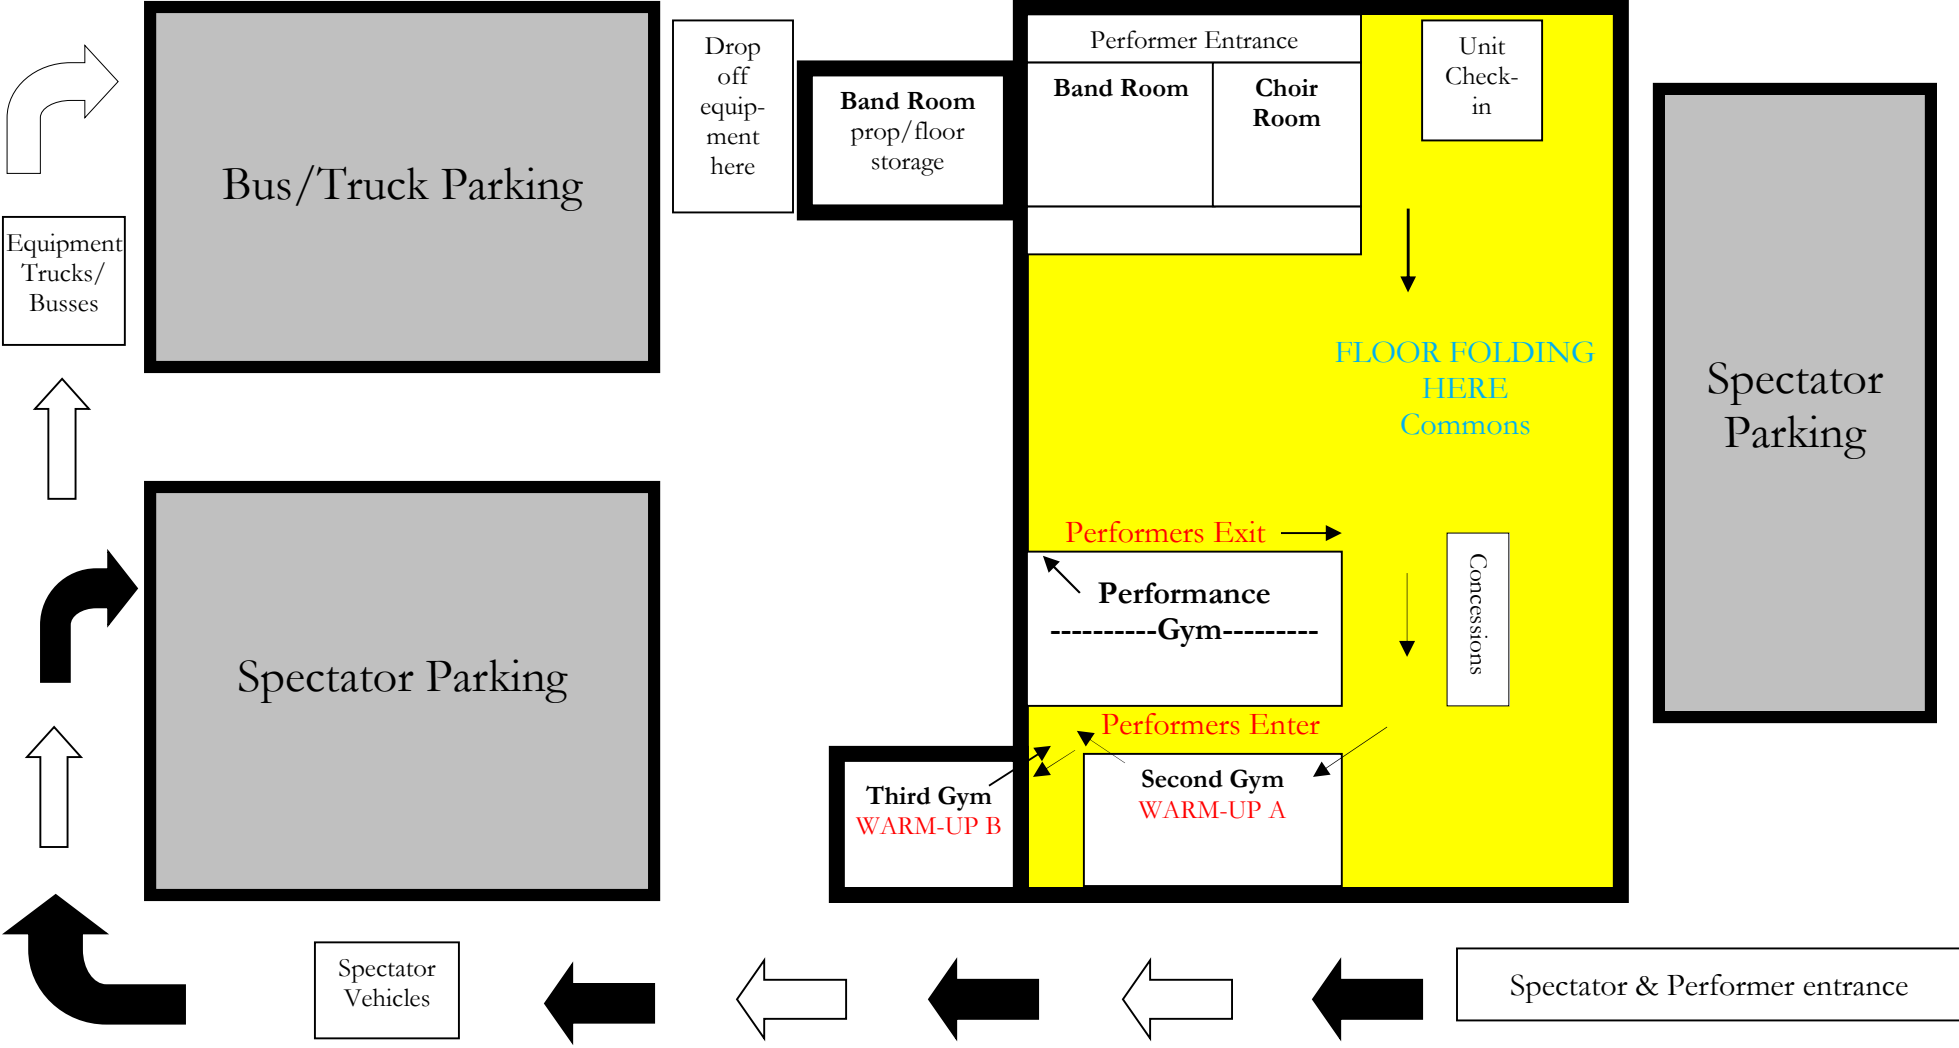 Drop
off
equip-
ment
here
Performer Entrance
Unit
Check-
in
Band Room
prop/floor
storage
Band Room
Choir
Room
Bus/Truck Parking
Equipment
Trucks/
Busses
FLOOR FOLDING
HERE
Commons
Spectator
Parking
Performers Exit
Performance
----------Gym---------
Concessions
Spectator Parking
Performers Enter
Third Gym
WARM-UP B
Second Gym
WARM-UP A
Spectator
Vehicles
Spectator & Performer entrance